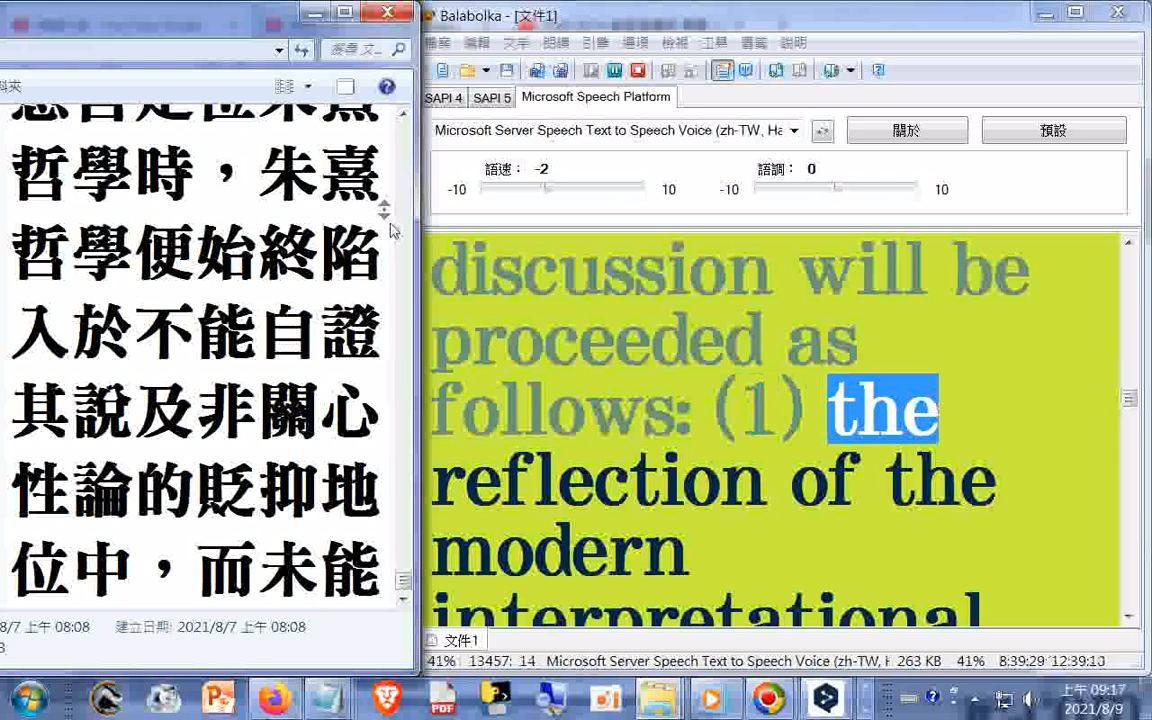 Balabolka - [文件1]
檔案 編輯 文字 朗讀 引擎 選項 檢視 工具 書籤 說明
SAPI 4 SAPI 5 Microsoft Speech Platform
Microsoft Server Speech Text to Speech Voice (zh-TW, Ha
關於 預設
語速： -2 語調： 0
-10 10 -10 10
哲學時，朱熹
哲學便始終陷
入於不能自證
其說及非關心
性論的貶抑地
位中，而未能
8/7 上午 08:08 建立日期: 2021/8/7 上午 08:08
discussion will be
proceeded as
follows: (1) the
reflection of the
modern
interpretational
文件1
41% 13457: 14 Microsoft Server Speech Text to Speech Voice (zh-TW, H 263 KB 41% 8:39:29 12:39:10
PDF
上午 09:17
2021/8/9